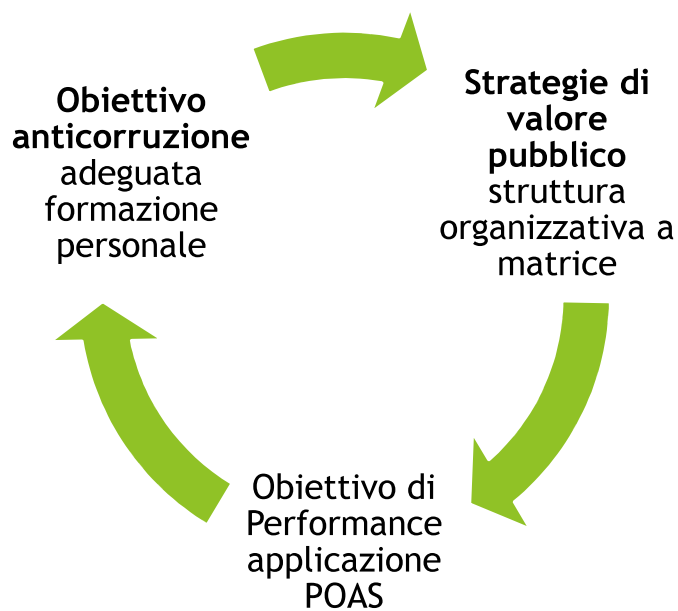 Obiettivo
anticorruzione
adeguata
formazione
personale
Strategie di
valore
pubblico
struttura
organizzativa a
matrice
Obiettivo di
Performance
applicazione
POAS